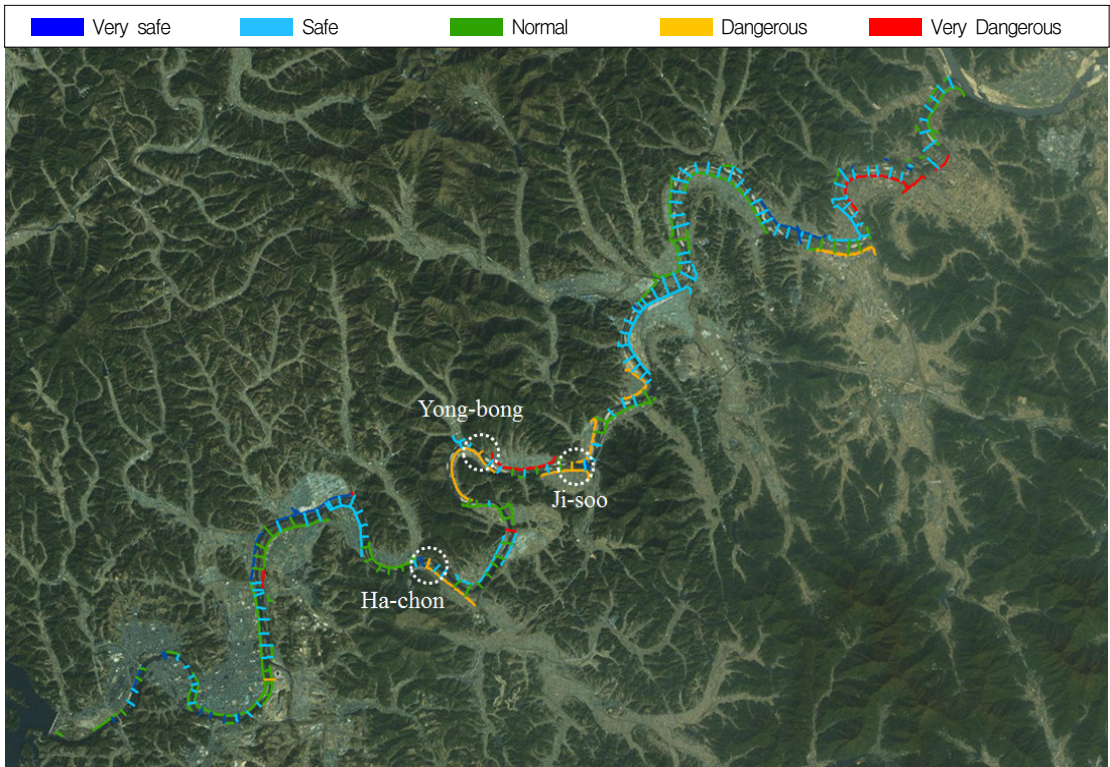 Very safe
Safe
Normal
Dangerous
Very Dangerous
Yong-bong
Ji-soo
Ha-chon